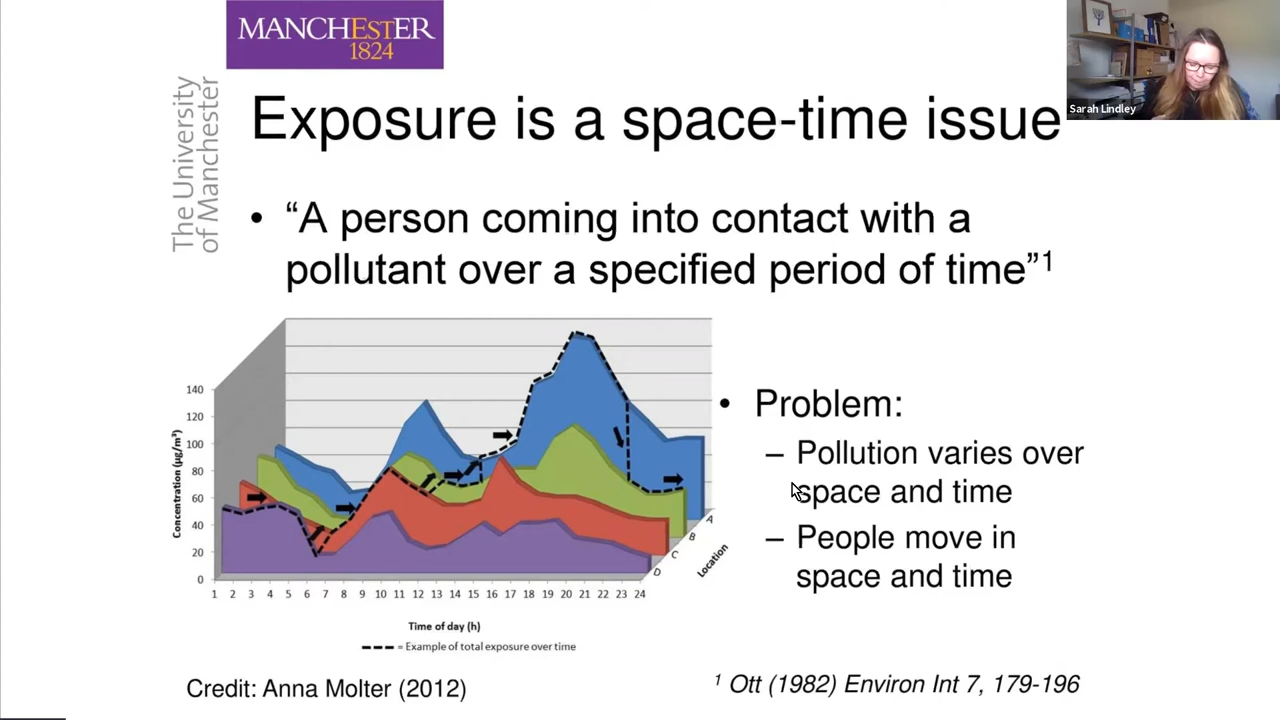 MANCHESTER
1824
The University
of Manchester
Sarah Lindley
Exposure is a space-time issue
• “A person coming into contact with a
pollutant over a specified period of time”1
140
120
100
80
60
40
20
0
Concentration (µg/m³)
1 2 3 4 5 6 7 8 9 10 11 12 13 14 15 16 17 18 19 20 21 22 23 24
Time of day (h)
A
B
C
D
Location
= Example of total exposure over time
• Problem:
– Pollution varies over
space and time
– People move in
space and time
Credit: Anna Molter (2012)
1 Ott (1982) Environ Int 7, 179-196